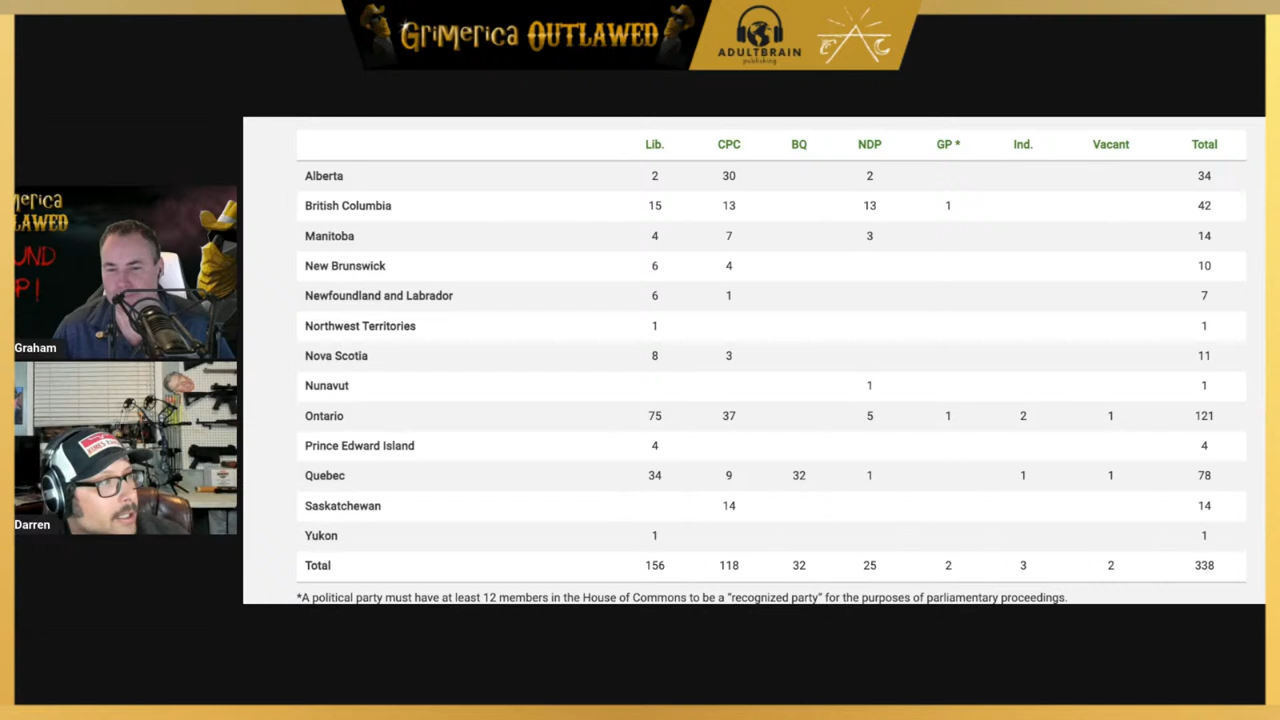 GRIMERICA OUTLAWED
ADULTBRAIN
publishing
merica
LAWED
UND
P!
Graham
Darren
Lib. CPC BQ NDP GP * Ind. Vacant Total
Alberta 2 30 2 34
British Columbia 15 13 13 1 42
Manitoba 4 7 3 14
New Brunswick 6 4 10
Newfoundland and Labrador 6 1 7
Northwest Territories 1 1
Nova Scotia 8 3 11
Nunavut 1 1
Ontario 75 37 5 1 2 1 121
Prince Edward Island 4 4
Quebec 34 9 32 1 1 1 78
Saskatchewan 14 14
Yukon 1 1
Total 156 118 32 25 2 3 2 338
*A political party must have at least 12 members in the House of Commons to be a “recognized party” for the purposes of parliamentary proceedings.